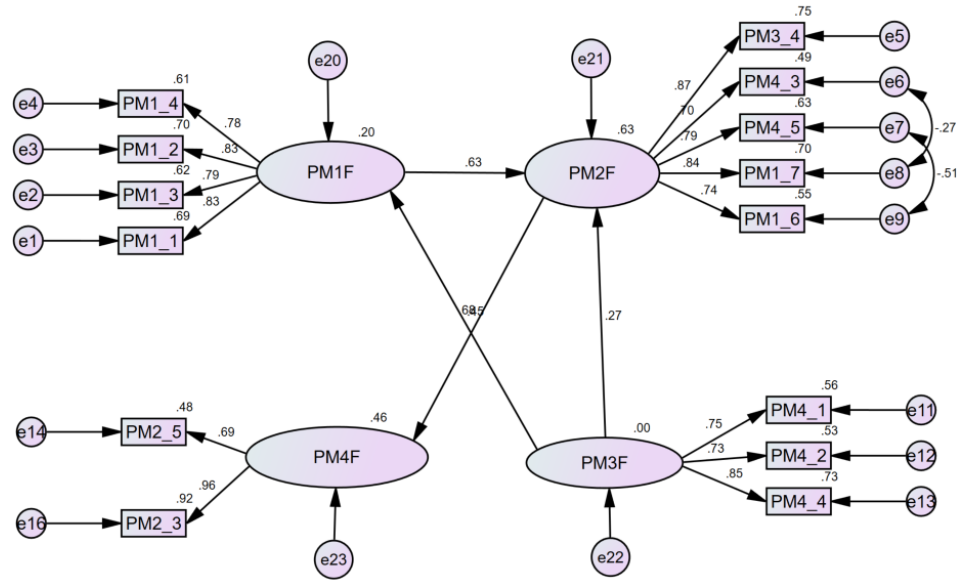 .75
PM3_4
e5
e20
e21
.49
.61
PM4_3
e6
e4
PM1_4
.87
.63
.70
.70
.78
.20
.63
.79
PM4_5
e7
-.27
e3
PM1_2
.83
.70
.62
.84
PM1_7
e8
PM1F
.63
PM2F
-.51
e2
PM1_3
.79
.74
.55
.69
.83
PM1_6
e9
e1
PM1_1
.68
.45
.27
.56
.48
.46
PM4_1
e11
e14
PM2_5
.69
.00
.75
.53
PM4F
PM3F
.73
PM4_2
e12
.96
.85
.73
.92
PM4_4
e13
e16
PM2_3
e23
e22